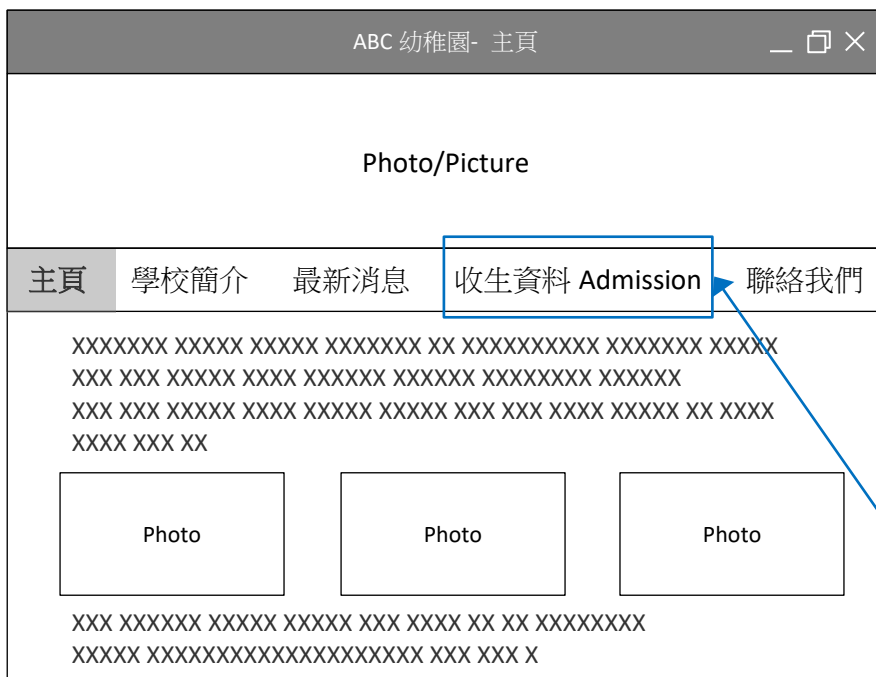 ABC 幼稚園- 主頁
Photo/Picture
主頁 學校簡介 最新消息 收生資料 Admission 聯絡我們
XXXXXXX XXXXX XXXXX XXXXXXX XX XXXXXXXXXX XXXXXXX XXXXX
XXX XXX XXXXX XXXX XXXXXX XXXXXX XXXXXXXX XXXXXX
XXX XXX XXXXX XXXX XXXXX XXXXX XXX XXX XXXX XXXXX XX XXXX
XXXX XXX XX
Photo Photo Photo
XXX XXXXXX XXXXX XXXXX XXX XXXX XX XX XXXXXXXX
XXXXX XXXXXXXXXXXXXXXXXXXX XXX XXX X